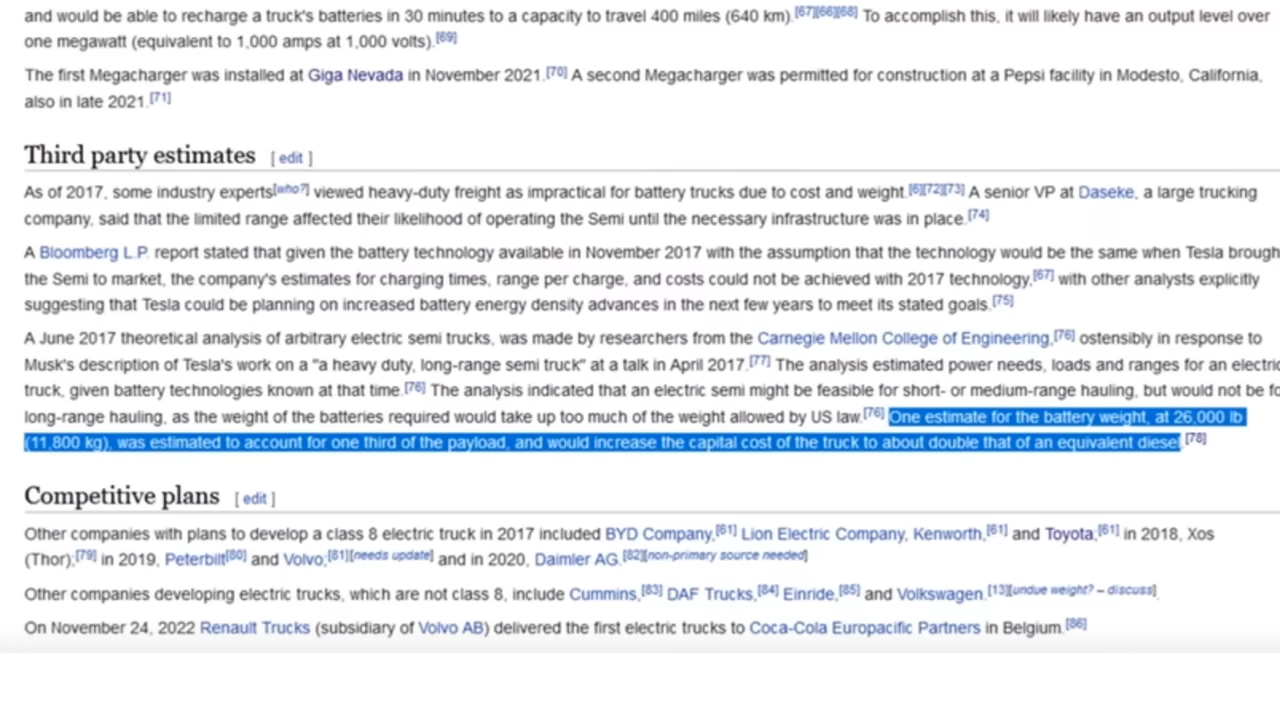 and would be able to recharge a truck's batteries in 30 minutes to a capacity to travel 400 miles (640 km).[67][66][68] To accomplish this, it will likely have an output level over
one megawatt (equivalent to 1,000 amps at 1,000 volts).[69]
The first Megacharger was installed at Giga Nevada in November 2021.[70] A second Megacharger was permitted for construction at a Pepsi facility in Modesto, California,
also in late 2021.[71]
Third party estimates [ edit ]
As of 2017, some industry experts[who?] viewed heavy-duty freight as impractical for battery trucks due to cost and weight.[6][72][73] A senior VP at Daseke, a large trucking
company, said that the limited range affected their likelihood of operating the Semi until the necessary infrastructure was in place.[74]
A Bloomberg L.P. report stated that given the battery technology available in November 2017 with the assumption that the technology would be the same when Tesla brough
the Semi to market, the company's estimates for charging times, range per charge, and costs could not be achieved with 2017 technology,[67] with other analysts explicitly
suggesting that Tesla could be planning on increased battery energy density advances in the next few years to meet its stated goals.[75]
A June 2017 theoretical analysis of arbitrary electric semi trucks, was made by researchers from the Carnegie Mellon College of Engineering,[76] ostensibly in response to
Musk's description of Tesla's work on a "a heavy duty, long-range semi truck" at a talk in April 2017.[77] The analysis estimated power needs, loads and ranges for an electric
truck, given battery technologies known at that time.[76] The analysis indicated that an electric semi might be feasible for short- or medium-range hauling, but would not be fo
long-range hauling, as the weight of the batteries required would take up too much of the weight allowed by US law.[76] One estimate for the battery weight, at 26,000 lb
(11,800 kg), was estimated to account for one third of the payload, and would increase the capital cost of the truck to about double that of an equivalent diesel.[78]
Competitive plans [ edit ]
Other companies with plans to develop a class 8 electric truck in 2017 included BYD Company,[61] Lion Electric Company, Kenworth,[61] and Toyota;[61] in 2018, Xos
(Thor);[79] in 2019, Peterbilt[80] and Volvo;[81][needs update] and in 2020, Daimler AG.[82][non-primary source needed]
Other companies developing electric trucks, which are not class 8, include Cummins,[83] DAF Trucks,[84] Einride,[85] and Volkswagen.[13][undue weight? – discuss]
On November 24, 2022 Renault Trucks (subsidiary of Volvo AB) delivered the first electric trucks to Coca-Cola Europacific Partners in Belgium.[86]